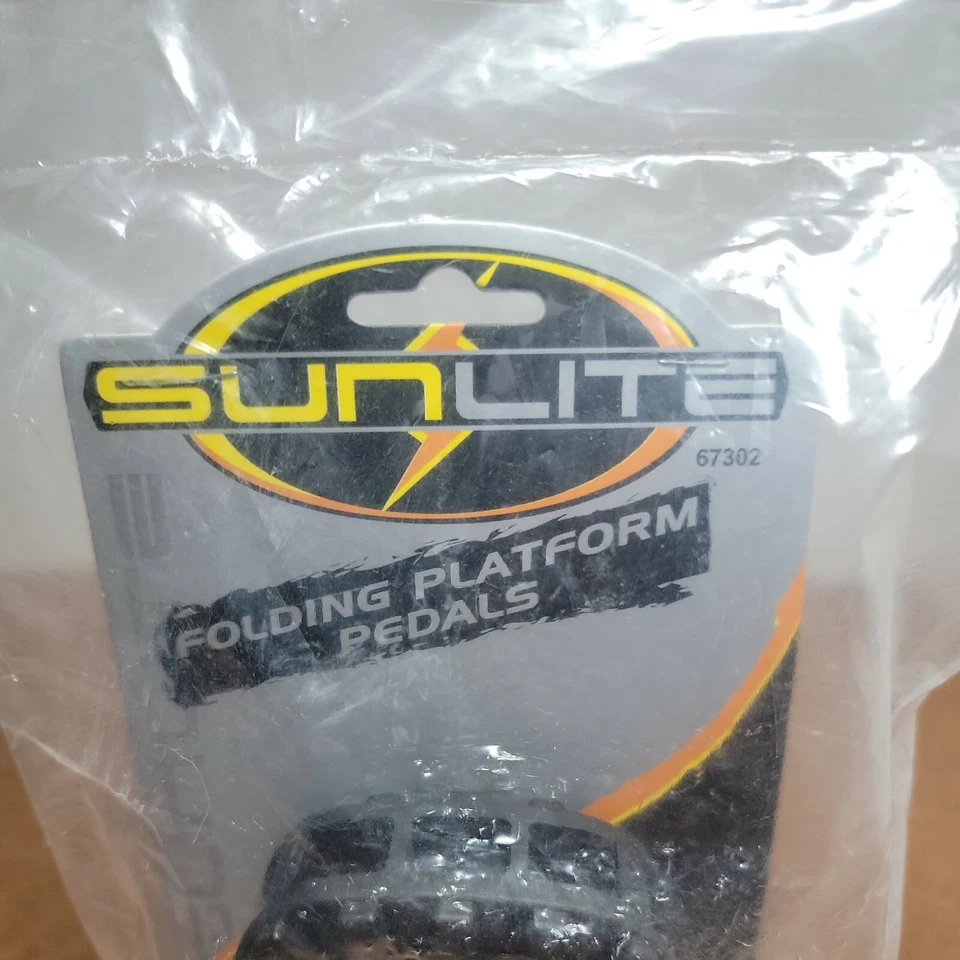 SUNLITE
67302
FOLDING PLATFORM
PEDALS